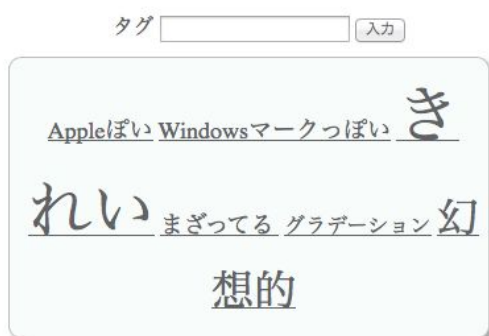 タグ 入力
Appleぽい Windowsマークっぽい き
れい まざってる グラデーション 幻
想的